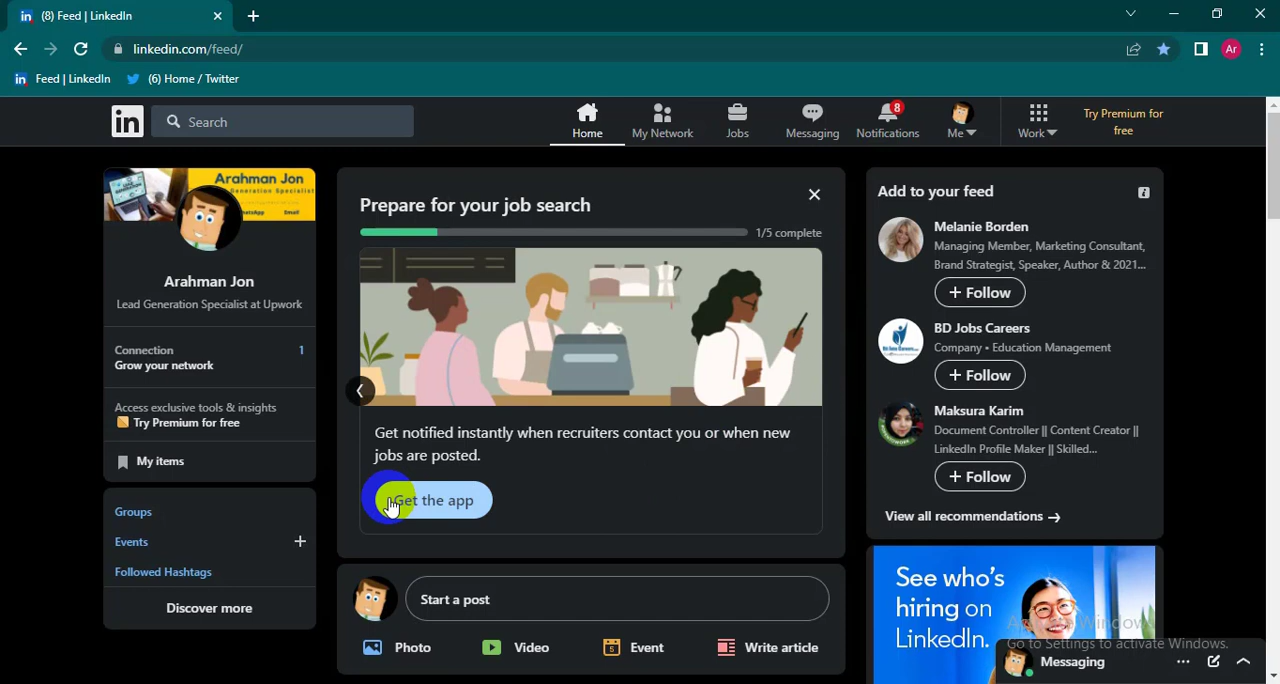 (8) Feed | LinkedIn
linkedin.com/feed/
Ar
Feed | LinkedIn
(6) Home / Twitter
in
Search
Home
My Network
Jobs
Messaging
8
Notifications
Me
Work
Try Premium for
free
Arahman Jon
Generation Specialist
Email
Arahman Jon
Lead Generation Specialist at Upwork
Connection 1
Grow your network
Access exclusive tools & insights
Try Premium for free
My items
Groups
Events
Followed Hashtags
Discover more
Prepare for your job search
1/5 complete
Get notified instantly when recruiters contact you or when new
jobs are posted.
Get the app
Start a post
Photo
Video
Event
Write article
Add to your feed
Melanie Borden
Managing Member, Marketing Consultant,
Brand Strategist, Speaker, Author & 2021...
+ Follow
BD Jobs Careers
Company • Education Management
+ Follow
Maksura Karim
Document Controller || Content Creator ||
LinkedIn Profile Maker || Skilled...
+ Follow
View all recommendations →
See who's
hiring on
LinkedIn.
Activate Windows
Go to Settings to activate Windows.
Messaging